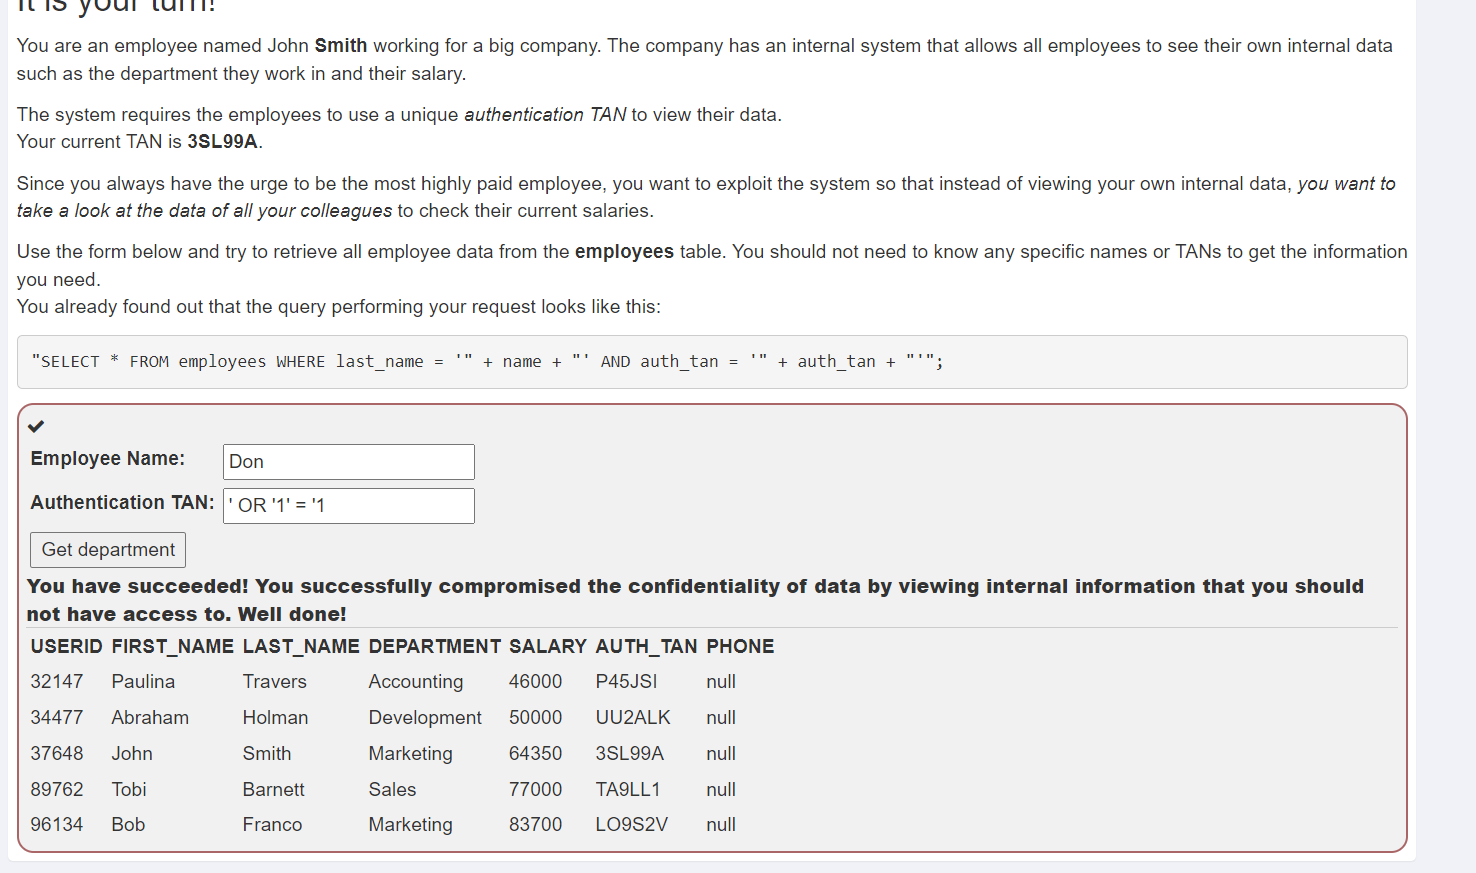 It is your turn!
You are an employee named John Smith working for a big company. The company has an internal system that allows all employees to see their own internal data
such as the department they work in and their salary.
The system requires the employees to use a unique authentication TAN to view their data.
Your current TAN is 3SL99A.
Since you always have the urge to be the most highly paid employee, you want to exploit the system so that instead of viewing your own internal data, you want to
take a look at the data of all your colleagues to check their current salaries.
Use the form below and try to retrieve all employee data from the employees table. You should not need to know any specific names or TANs to get the information
you need.
You already found out that the query performing your request looks like this:
"SELECT * FROM employees WHERE last_name = '" + name + "' AND auth_tan = '" + auth_tan + "'";
Employee Name: Don
Authentication TAN: ' OR '1' = '1
Get department
You have succeeded! You successfully compromised the confidentiality of data by viewing internal information that you should
not have access to. Well done!
USERID FIRST_NAME LAST_NAME DEPARTMENT SALARY AUTH_TAN PHONE
32147 Paulina Travers Accounting 46000 P45JSI null
34477 Abraham Holman Development 50000 UU2ALK null
37648 John Smith Marketing 64350 3SL99A null
89762 Tobi Barnett Sales 77000 TA9LL1 null
96134 Bob Franco Marketing 83700 LO9S2V null